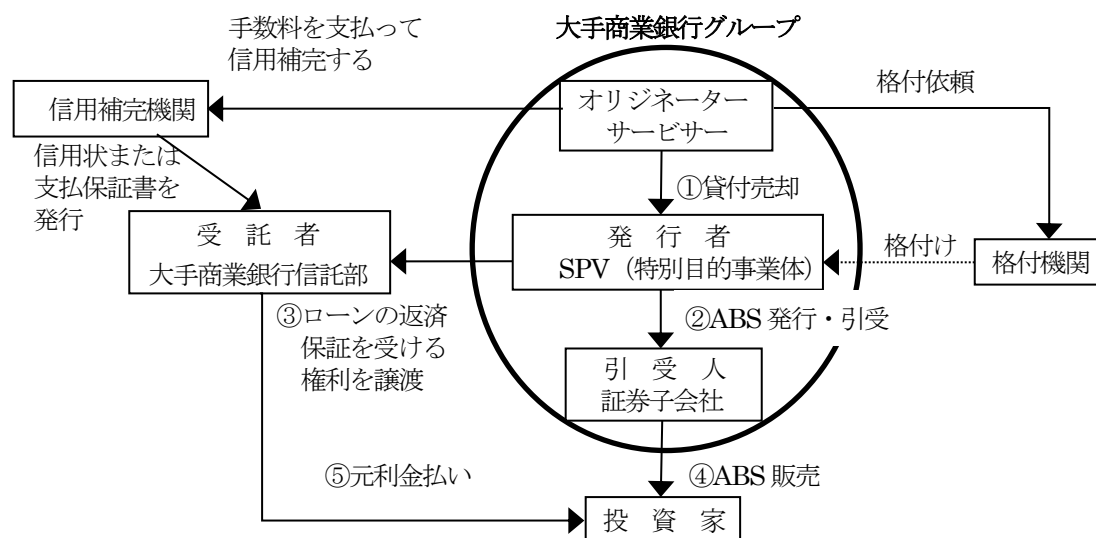 手数料を支払って
信用補完する
大手商業銀行グループ
信用補完機関
オリジネーター
サービサー
格付依頼
信用状または
支払保証書を
発行
①貸付売却
受 託 者
大手商業銀行信託部
発 行 者
SPV(特別目的事業体)
格付け
格付機関
③ローンの返済
保証を受ける
権利を譲渡
②ABS 発行・引受
引 受 人
証券子会社
⑤元利金払い
④ABS 販売
投 資 家